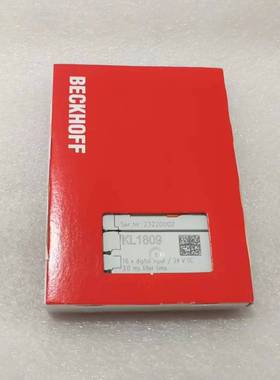 BECKHOFF
KL1809
16 x digital input / 24 V DC
3.0 ms filter time